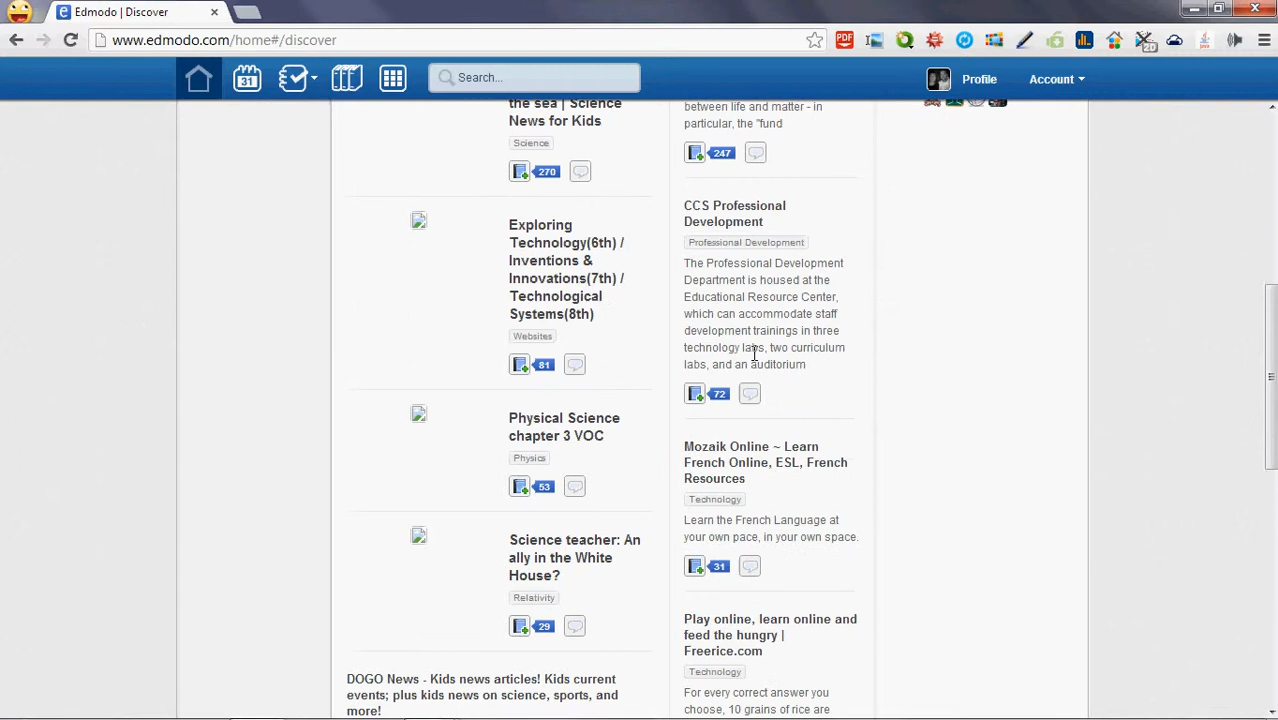 Edmodo | Discover
www.edmodo.com/home#/discover
PDF
20
31
Search...
Profile
Account
the sea | Science
News for Kids
Science
270
Exploring
Technology(6th) /
Inventions &
Innovations(7th) /
Technological
Systems(8th)
Websites
81
Physical Science
chapter 3 VOC
Physics
53
Science teacher: An
ally in the White
House?
Relativity
29
DOGO News - Kids news articles! Kids current
events; plus kids news on science, sports, and
more!
between life and matter - in
particular, the "fund
247
CCS Professional
Development
Professional Development
The Professional Development
Department is housed at the
Educational Resource Center,
which can accommodate staff
development trainings in three
technology labs, two curriculum
labs, and an auditorium
72
Mozaik Online ~ Learn
French Online, ESL, French
Resources
Technology
Learn the French Language at
your own pace, in your own space.
31
Play online, learn online and
feed the hungry |
Freerice.com
Technology
For every correct answer you
choose, 10 grains of rice are